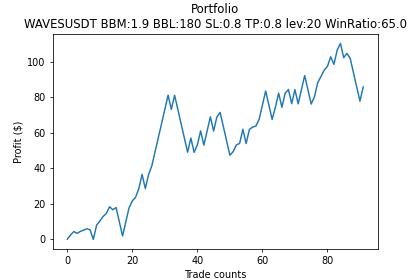 Portfolio
WAVESUSDT BBM:1.9 BBL:180 SL:0.8 TP:0.8 lev:20 WinRatio:65.0
Profit ($)
100
80
60
40
20
0
0 20 40 60 80
Trade counts